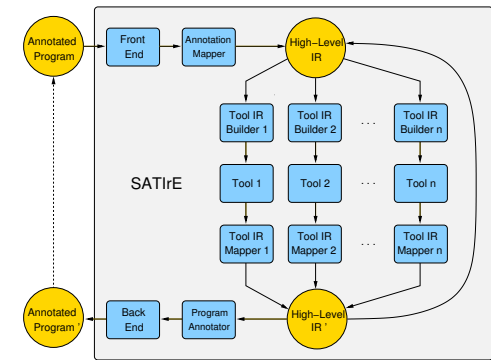 Annotated
Program
Front
End
Annotation
Mapper
High-Level
IR
Tool IR
Builder 1
Tool IR
Builder 2
. . .
Tool IR
Builder n
SATIrE
Tool 1
Tool 2
. . .
Tool n
Tool IR
Mapper 1
Tool IR
Mapper 2
. . .
Tool IR
Mapper n
Annotated
Program '
Back
End
Program
Annotator
High-Level
IR '